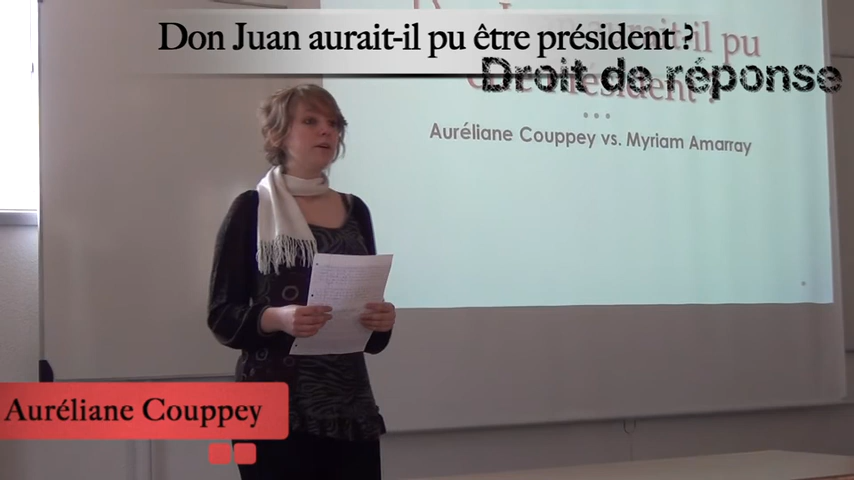 Don Juan aurait-il pu être président ?
Droit de réponse
Auréliane Couppey vs. Myriam Amarray
Auréliane Couppey